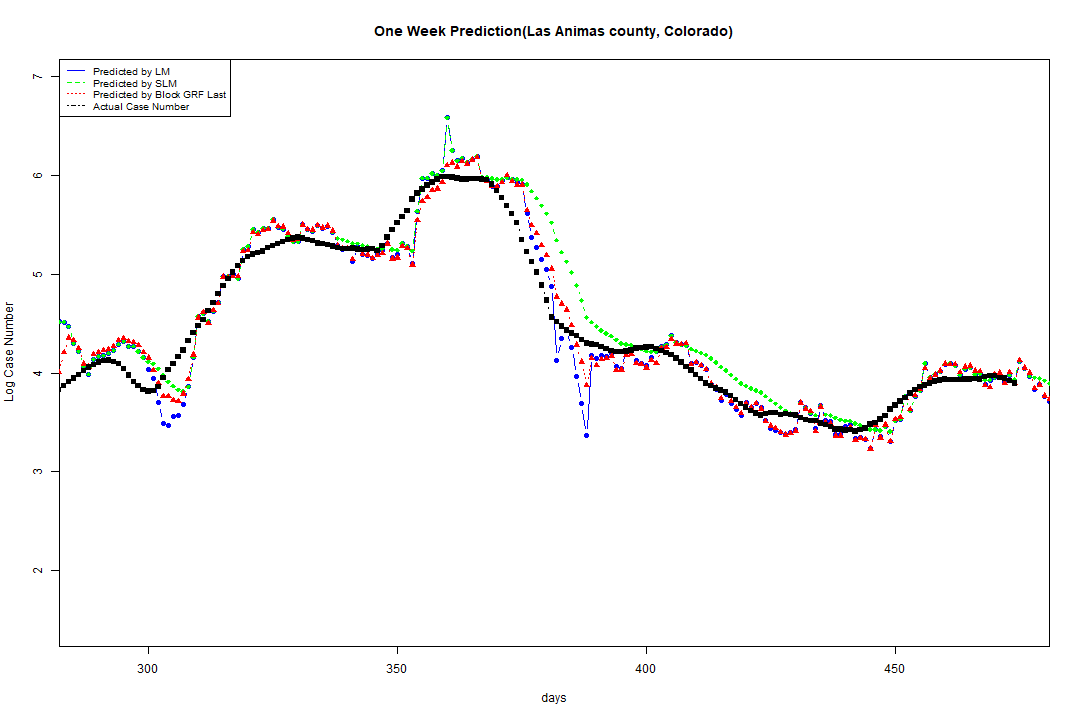 One Week Prediction(Las Animas county, Colorado)
Predicted by LM
Predicted by SLM
Predicted by Block GRF Last
Actual Case Number
Log Case Number
7
6
5
4
3
2
300 350 400 450
days